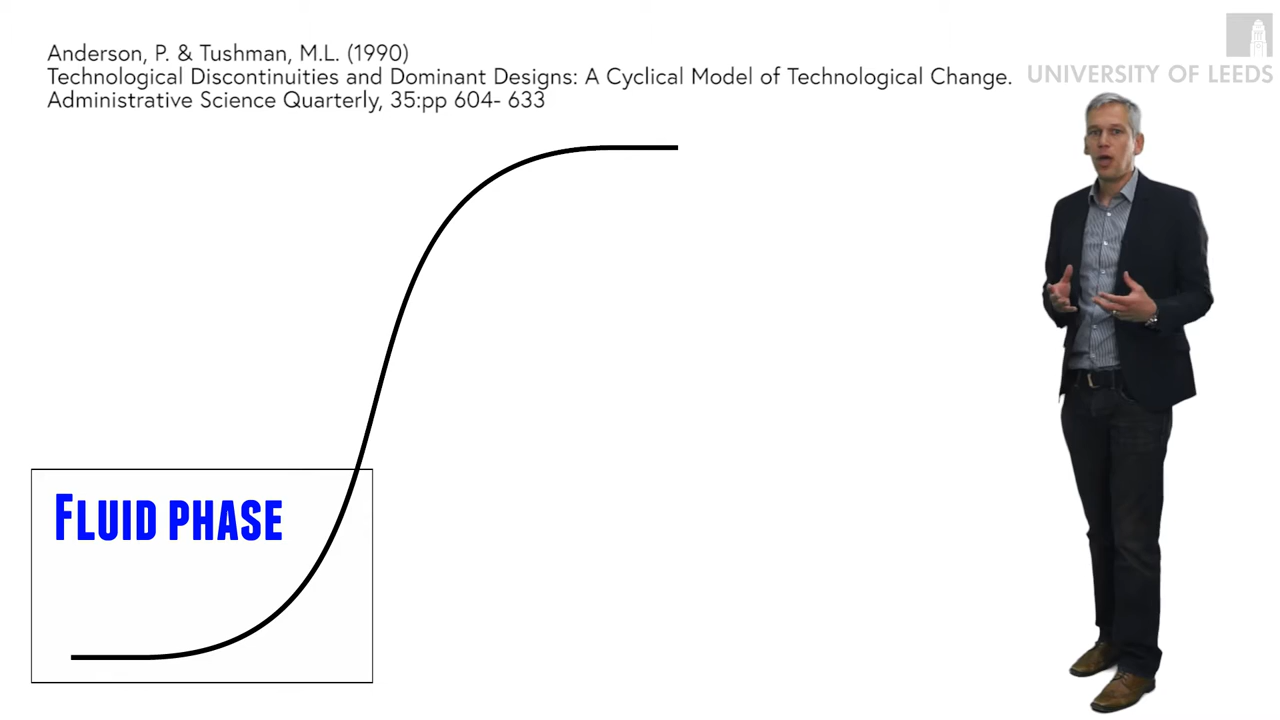 Anderson, P. & Tushman, M.L. (1990)
Technological Discontinuities and Dominant Designs: A Cyclical Model of Technological Change.
Administrative Science Quarterly, 35:pp 604- 633
UNIVERSITY OF LEEDS
FLUID PHASE